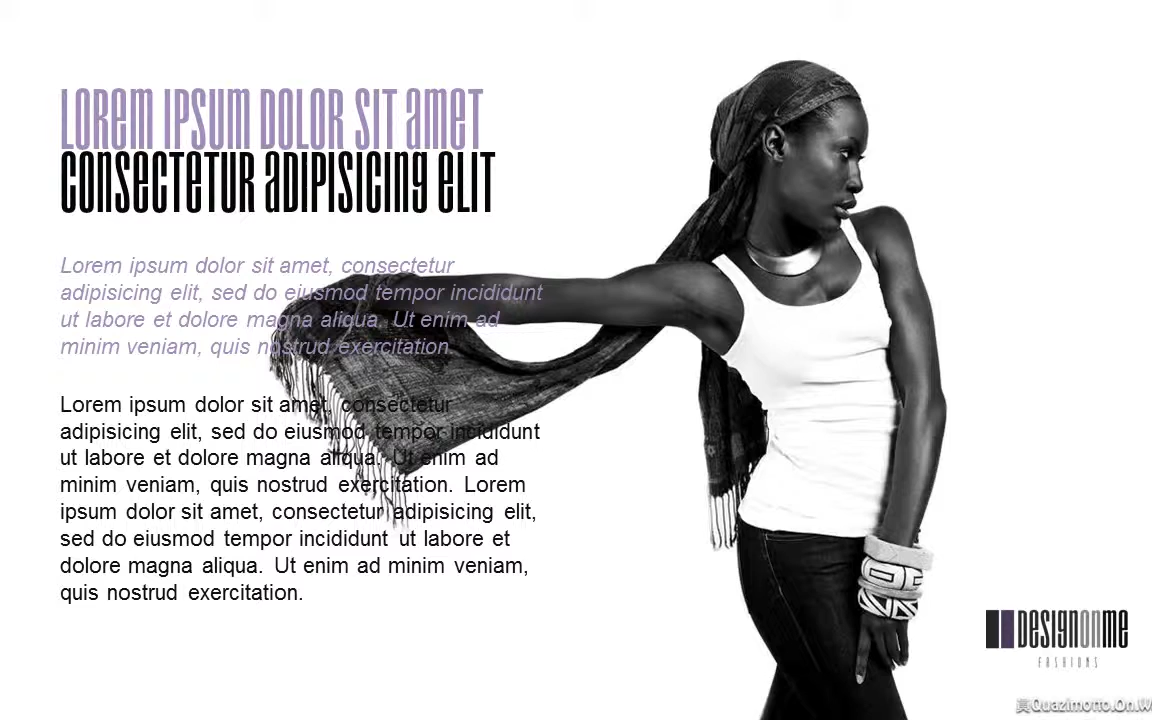 LOREM IPSUM DOLOR SIT AMET
CONSECTETUR ADIPISICING ELIT
Lorem ipsum dolor sit amet, consectetur
adipisicing elit, sed do eiusmod tempor incididunt
ut labore et dolore magna aliqua. Ut enim ad
minim veniam, quis nostrud exercitation.
Lorem ipsum dolor sit amet, consectetur
adipisicing elit, sed do eiusmod tempor incididunt
ut labore et dolore magna aliqua. Ut enim ad
minim veniam, quis nostrud exercitation. Lorem
ipsum dolor sit amet, consectetur adipisicing elit,
sed do eiusmod tempor incididunt ut labore et
dolore magna aliqua. Ut enim ad minim veniam,
quis nostrud exercitation.
DESIGNONME
FASHIONS
Quazimotto.On.W